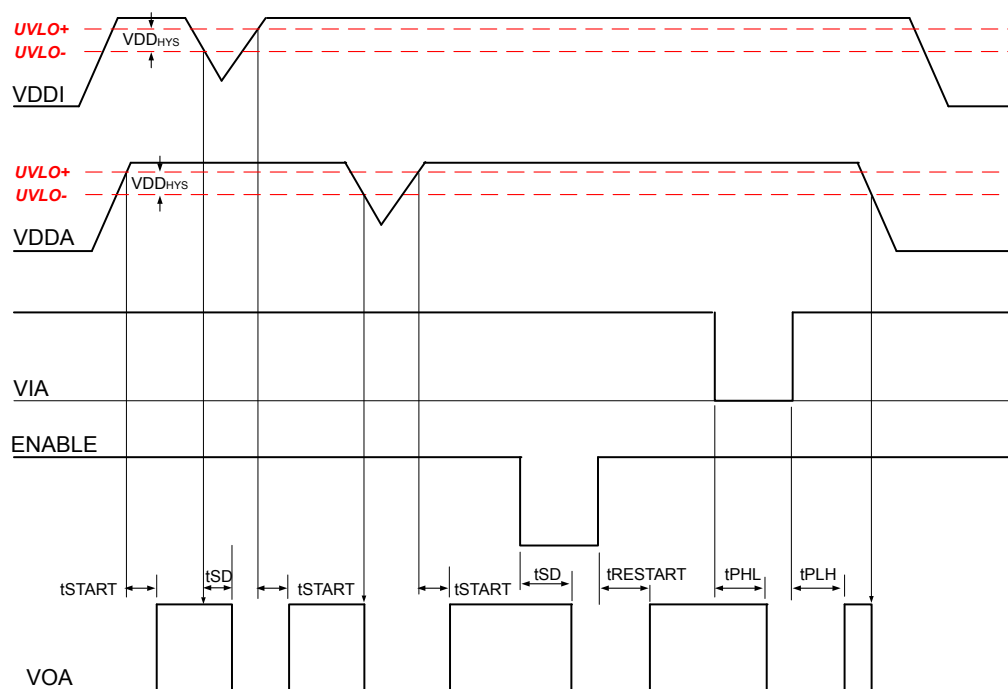 UVLO+
VDDHYS
UVLO-
VDDI
UVLO+
VDDHYS
UVLO-
VDDA
VIA
ENABLE
tSTART
tSD
tSTART
tSTART
tSD
tRESTART
tPHL
tPLH
VOA